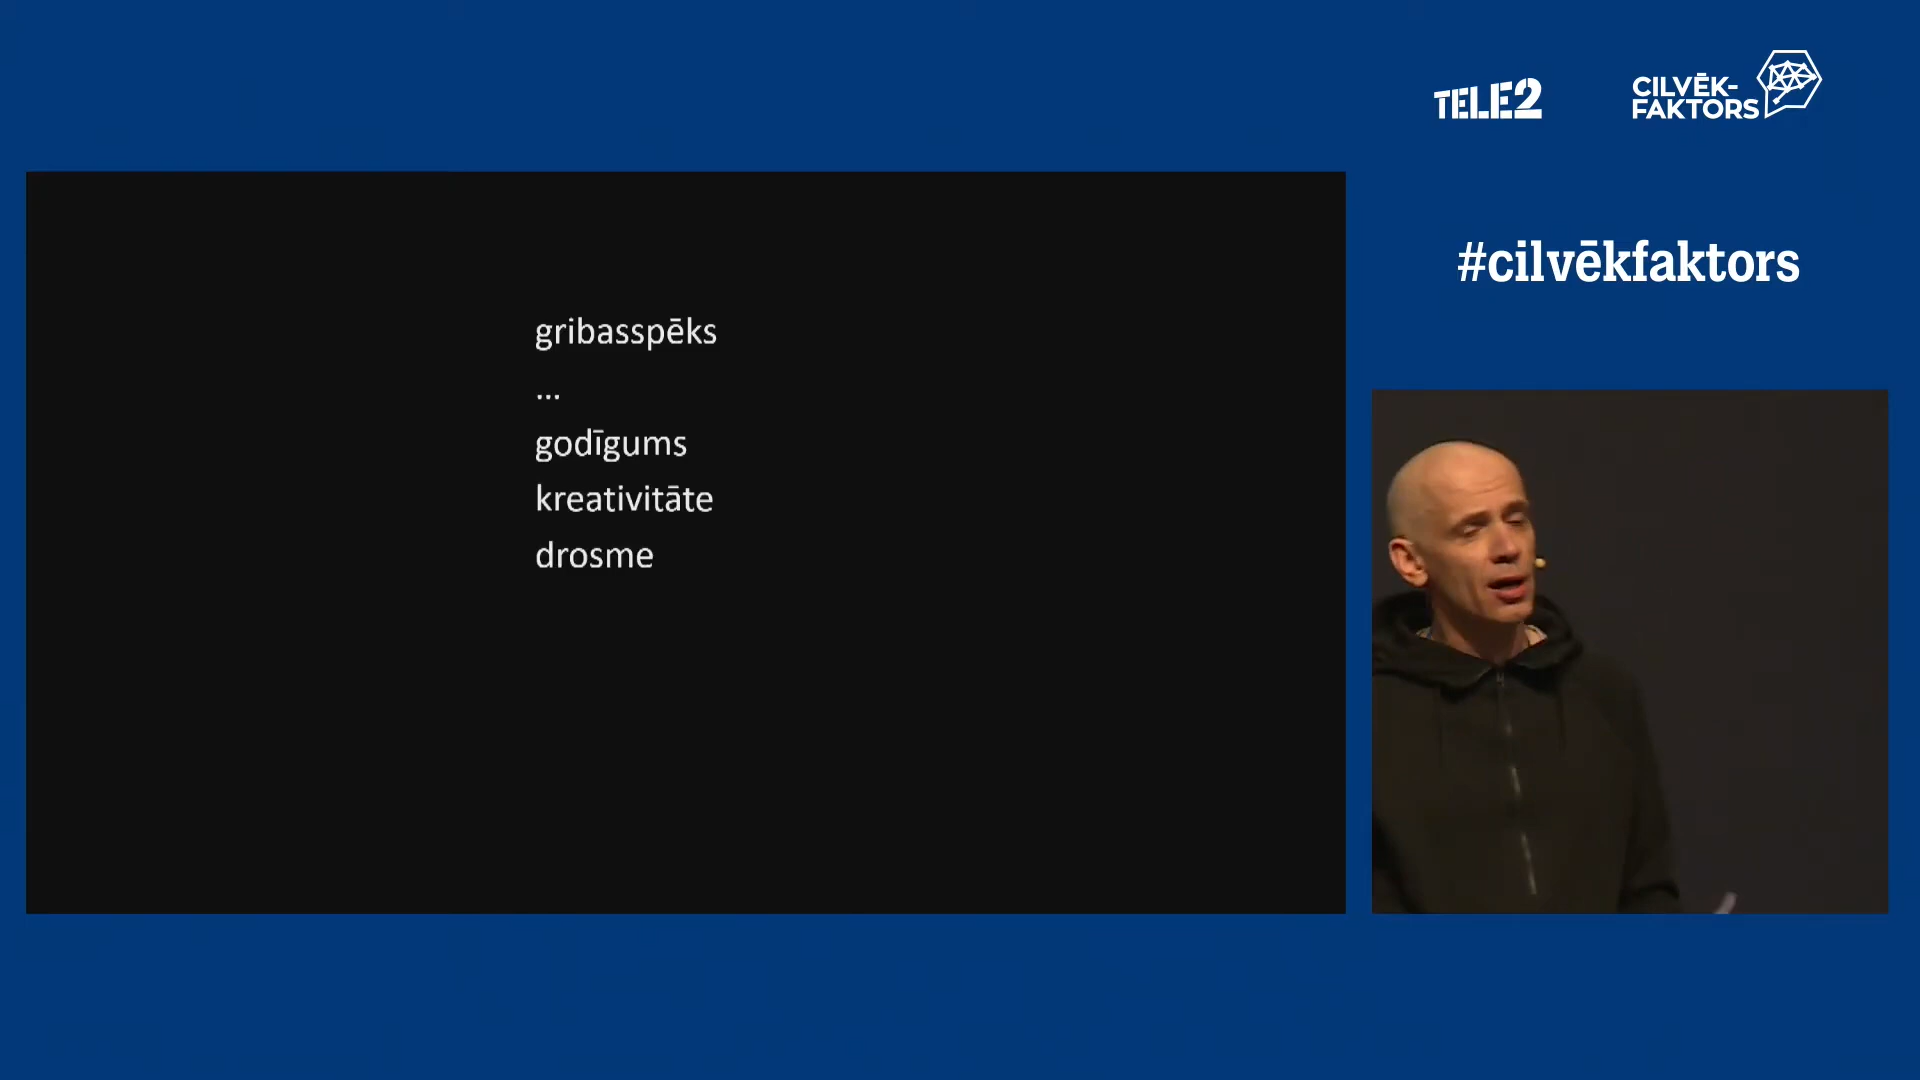 TELE2
CILVĒK-
FAKTORS
#cilvēkfaktors
gribasspēks
...
godīgums
kreativitāte
drosme